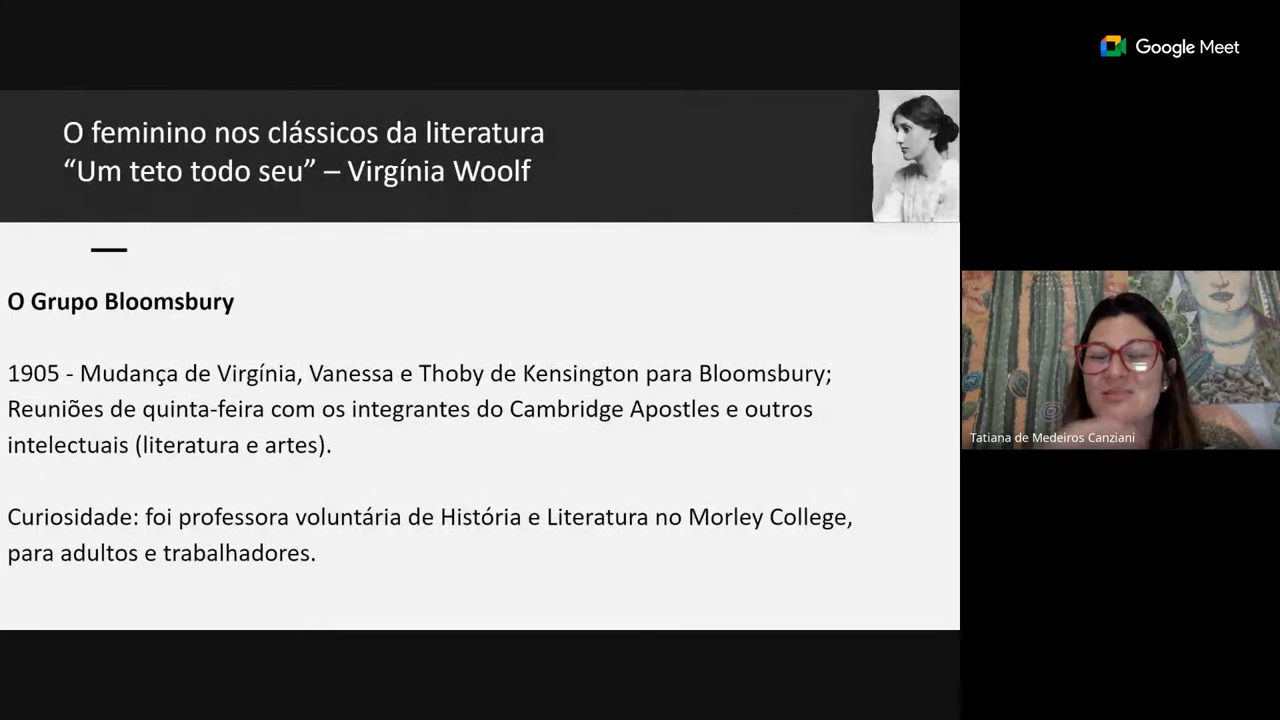 Google Meet
O feminino nos clássicos da literatura
“Um teto todo seu” – Virgínia Woolf
O Grupo Bloomsbury
1905 - Mudança de Virgínia, Vanessa e Thoby de Kensington para Bloomsbury;
Reuniões de quinta-feira com os integrantes do Cambridge Apostles e outros
intelectuais (literatura e artes).
Curiosidade: foi professora voluntária de História e Literatura no Morley College,
para adultos e trabalhadores.
Tatiana de Medeiros Canziani